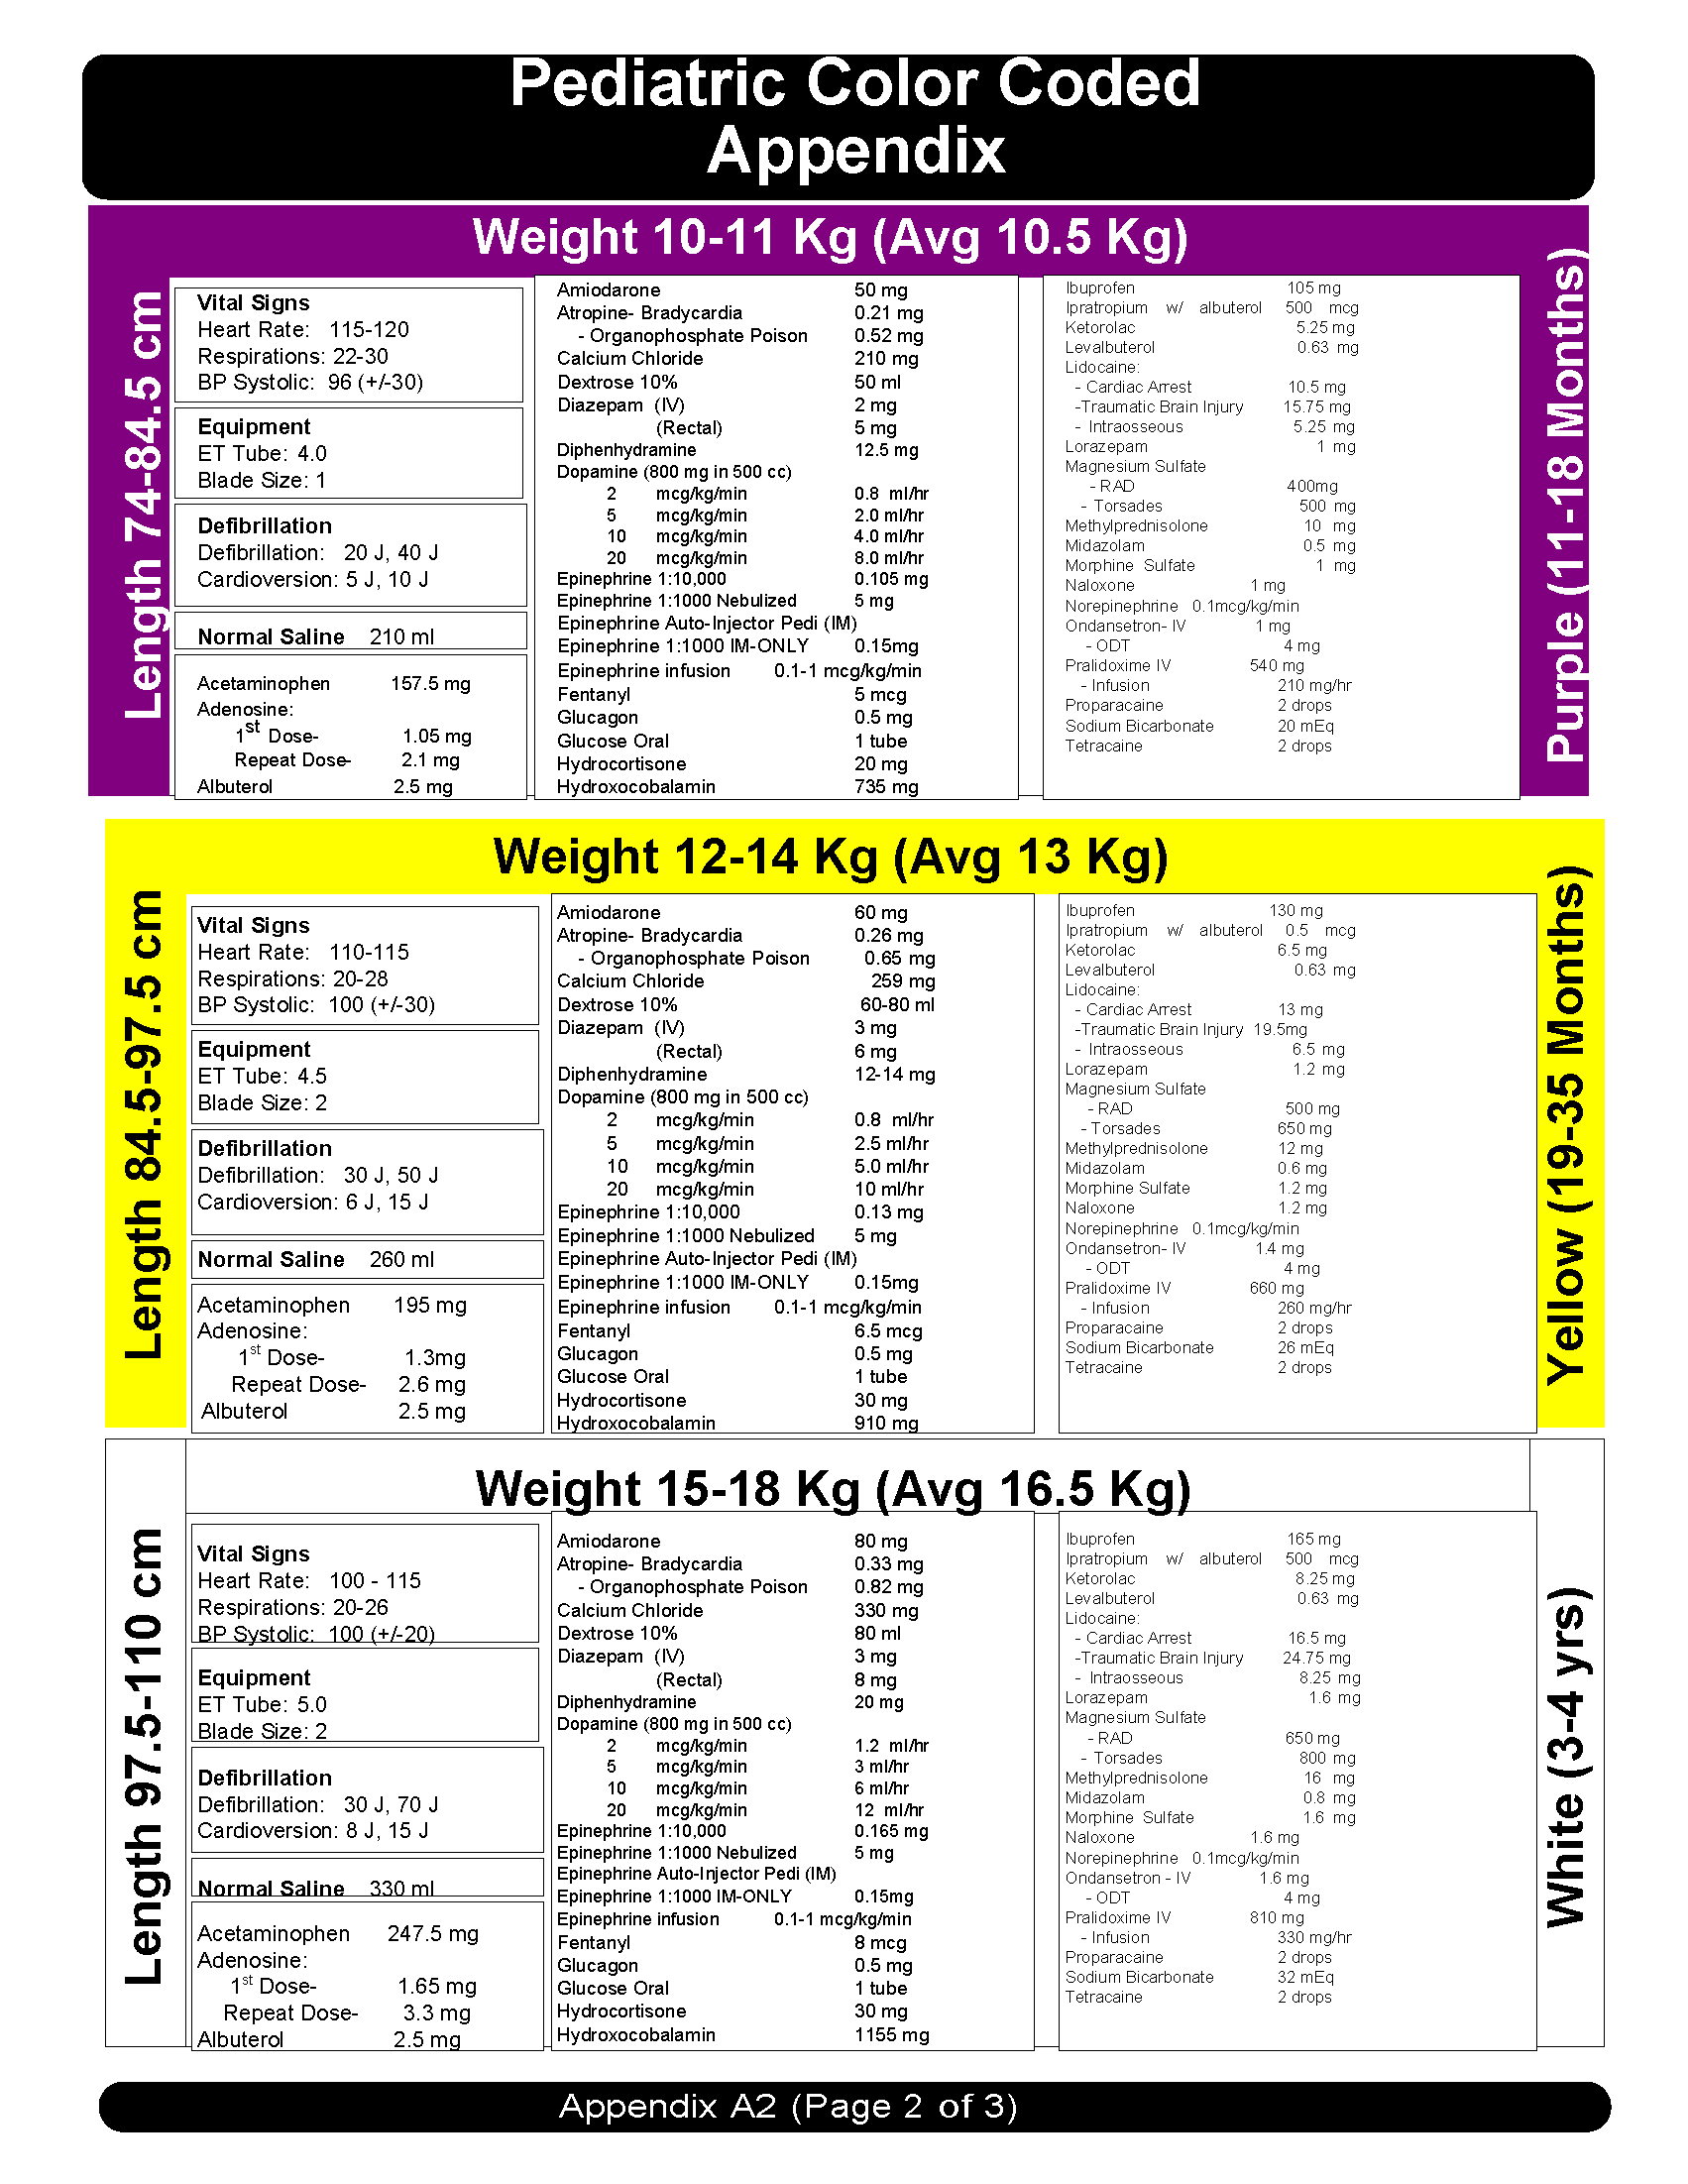 Pediatric Color Coded
Appendix
Weight 10-11 Kg (Avg 10.5 Kg)
Length 74-84.5 cm
Vital Signs
Heart Rate: 115-120
Respirations: 22-30
BP Systolic: 96 (+/-30)
Equipment
ET Tube: 4.0
Blade Size: 1
Defibrillation
Defibrillation: 20 J, 40 J
Cardioversion: 5 J, 10 J
Normal Saline 210 ml
Acetaminophen 157.5 mg
Adenosine:
1st Dose- 1.05 mg
Repeat Dose- 2.1 mg
Albuterol 2.5 mg
Amiodarone 50 mg
Atropine- Bradycardia 0.21 mg
- Organophosphate Poison 0.52 mg
Calcium Chloride 210 mg
Dextrose 10% 50 ml
Diazepam (IV) 2 mg
(Rectal) 5 mg
Diphenhydramine 12.5 mg
Dopamine (800 mg in 500 cc)
2 mcg/kg/min 0.8 ml/hr
5 mcg/kg/min 2.0 ml/hr
10 mcg/kg/min 4.0 ml/hr
20 mcg/kg/min 8.0 ml/hr
Epinephrine 1:10,000 0.105 mg
Epinephrine 1:1000 Nebulized 5 mg
Epinephrine Auto-Injector Pedi (IM)
Epinephrine 1:1000 IM-ONLY 0.15mg
Epinephrine infusion 0.1-1 mcg/kg/min
Fentanyl 5 mcg
Glucagon 0.5 mg
Glucose Oral 1 tube
Hydrocortisone 20 mg
Hydroxocobalamin 735 mg
Ibuprofen 105 mg
Ipratropium w/ albuterol 500 mcg
Ketorolac 5.25 mg
Levalbuterol 0.63 mg
Lidocaine:
- Cardiac Arrest 10.5 mg
-Traumatic Brain Injury 15.75 mg
- Intraosseous 5.25 mg
Lorazepam 1 mg
Magnesium Sulfate
- RAD 400mg
- Torsades 500 mg
Methylprednisolone 10 mg
Midazolam 0.5 mg
Morphine Sulfate 1 mg
Naloxone 1 mg
Norepinephrine 0.1mcg/kg/min
Ondansetron- IV 1 mg
- ODT 4 mg
Pralidoxime IV 540 mg
- Infusion 210 mg/hr
Proparacaine 2 drops
Sodium Bicarbonate 20 mEq
Tetracaine 2 drops
Purple (11-18 Months)
Weight 12-14 Kg (Avg 13 Kg)
Length 84.5-97.5 cm
Vital Signs
Heart Rate: 110-115
Respirations: 20-28
BP Systolic: 100 (+/-30)
Equipment
ET Tube: 4.5
Blade Size: 2
Defibrillation
Defibrillation: 30 J, 50 J
Cardioversion: 6 J, 15 J
Normal Saline 260 ml
Acetaminophen 195 mg
Adenosine:
1st Dose- 1.3mg
Repeat Dose- 2.6 mg
Albuterol 2.5 mg
Amiodarone 60 mg
Atropine- Bradycardia 0.26 mg
- Organophosphate Poison 0.65 mg
Calcium Chloride 259 mg
Dextrose 10% 60-80 ml
Diazepam (IV) 3 mg
(Rectal) 6 mg
Diphenhydramine 12-14 mg
Dopamine (800 mg in 500 cc)
2 mcg/kg/min 0.8 ml/hr
5 mcg/kg/min 2.5 ml/hr
10 mcg/kg/min 5.0 ml/hr
20 mcg/kg/min 10 ml/hr
Epinephrine 1:10,000 0.13 mg
Epinephrine 1:1000 Nebulized 5 mg
Epinephrine Auto-Injector Pedi (IM)
Epinephrine 1:1000 IM-ONLY 0.15mg
Epinephrine infusion 0.1-1 mcg/kg/min
Fentanyl 6.5 mcg
Glucagon 0.5 mg
Glucose Oral 1 tube
Hydrocortisone 30 mg
Hydroxocobalamin 910 mg
Ibuprofen 130 mg
Ipratropium w/ albuterol 0.5 mcg
Ketorolac 6.5 mg
Levalbuterol 0.63 mg
Lidocaine:
- Cardiac Arrest 13 mg
-Traumatic Brain Injury 19.5mg
- Intraosseous 6.5 mg
Lorazepam 1.2 mg
Magnesium Sulfate
- RAD 500 mg
- Torsades 650 mg
Methylprednisolone 12 mg
Midazolam 0.6 mg
Morphine Sulfate 1.2 mg
Naloxone 1.2 mg
Norepinephrine 0.1mcg/kg/min
Ondansetron- IV 1.4 mg
- ODT 4 mg
Pralidoxime IV 660 mg
- Infusion 260 mg/hr
Proparacaine 2 drops
Sodium Bicarbonate 26 mEq
Tetracaine 2 drops
Yellow (19-35 Months)
Weight 15-18 Kg (Avg 16.5 Kg)
Length 97.5-110 cm
Vital Signs
Heart Rate: 100 - 115
Respirations: 20-26
BP Systolic: 100 (+/-20)
Equipment
ET Tube: 5.0
Blade Size: 2
Defibrillation
Defibrillation: 30 J, 70 J
Cardioversion: 8 J, 15 J
Normal Saline 330 ml
Acetaminophen 247.5 mg
Adenosine:
1st Dose- 1.65 mg
Repeat Dose- 3.3 mg
Albuterol 2.5 mg
Amiodarone 80 mg
Atropine- Bradycardia 0.33 mg
- Organophosphate Poison 0.82 mg
Calcium Chloride 330 mg
Dextrose 10% 80 ml
Diazepam (IV) 3 mg
(Rectal) 8 mg
Diphenhydramine 20 mg
Dopamine (800 mg in 500 cc)
2 mcg/kg/min 1.2 ml/hr
5 mcg/kg/min 3 ml/hr
10 mcg/kg/min 6 ml/hr
20 mcg/kg/min 12 ml/hr
Epinephrine 1:10,000 0.165 mg
Epinephrine 1:1000 Nebulized 5 mg
Epinephrine Auto-Injector Pedi (IM)
Epinephrine 1:1000 IM-ONLY 0.15mg
Epinephrine infusion 0.1-1 mcg/kg/min
Fentanyl 8 mcg
Glucagon 0.5 mg
Glucose Oral 1 tube
Hydrocortisone 30 mg
Hydroxocobalamin 1155 mg
Ibuprofen 165 mg
Ipratropium w/ albuterol 500 mcg
Ketorolac 8.25 mg
Levalbuterol 0.63 mg
Lidocaine:
- Cardiac Arrest 16.5 mg
-Traumatic Brain Injury 24.75 mg
- Intraosseous 8.25 mg
Lorazepam 1.6 mg
Magnesium Sulfate
- RAD 650 mg
- Torsades 800 mg
Methylprednisolone 16 mg
Midazolam 0.8 mg
Morphine Sulfate 1.6 mg
Naloxone 1.6 mg
Norepinephrine 0.1mcg/kg/min
Ondansetron - IV 1.6 mg
- ODT 4 mg
Pralidoxime IV 810 mg
- Infusion 330 mg/hr
Proparacaine 2 drops
Sodium Bicarbonate 32 mEq
Tetracaine 2 drops
White (3-4 yrs)
Appendix A2 (Page 2 of 3)